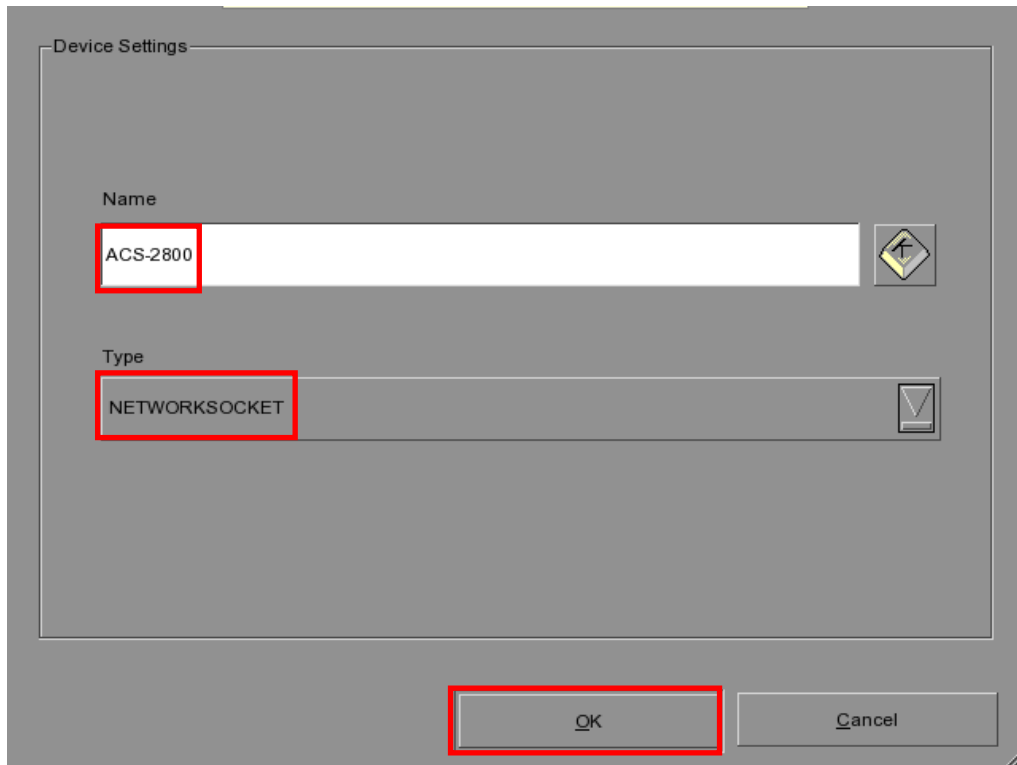 Device Settings
Name
ACS-2800
Type
NETWORKSOCKET
OK
Cancel